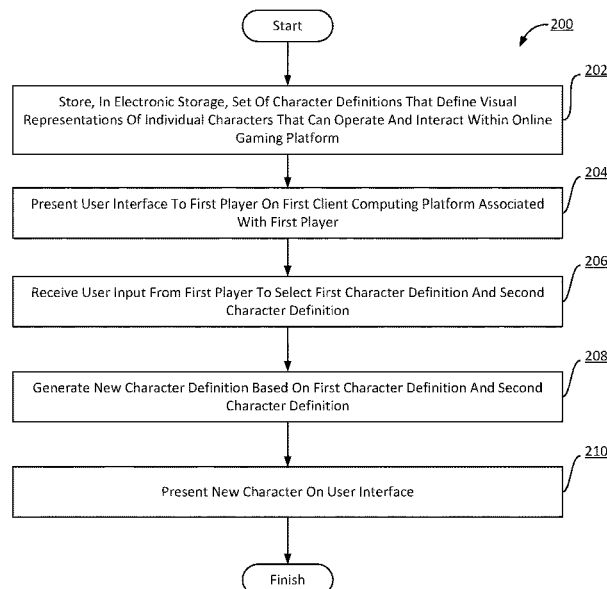 Start
200
202
Store, In Electronic Storage, Set Of Character Definitions That Define Visual
Representations Of Individual Characters That Can Operate And Interact Within Online
Gaming Platform
204
Present User Interface To First Player On First Client Computing Platform Associated
With First Player
206
Receive User Input From First Player To Select First Character Definition And Second
Character Definition
208
Generate New Character Definition Based On First Character Definition And Second
Character Definition
210
Present New Character On User Interface
Finish